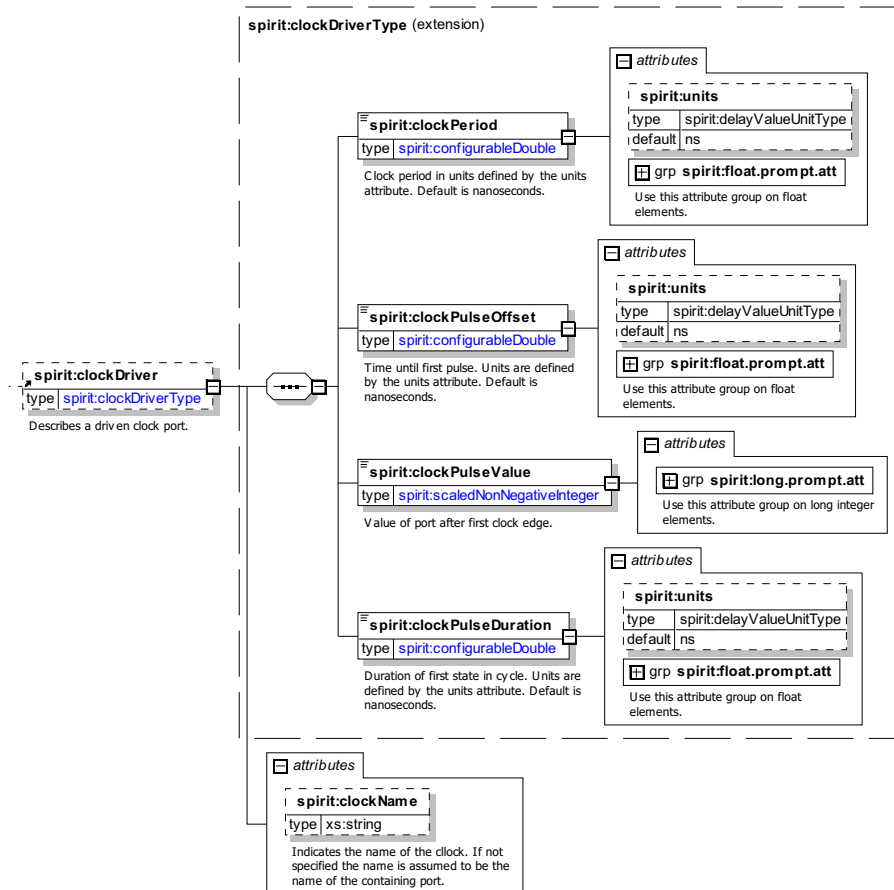 spirit:clockDriverType (extension)
attributes
spirit:units
type spirit:delayValueUnitType
default ns
grp spirit:float.prompt.att
Use this attribute group on float
elements.
spirit:clockPeriod
type spirit:configurableDouble
Clock period in units defined by the units
attribute. Default is nanoseconds.
attributes
spirit:units
type spirit:delayValueUnitType
default ns
grp spirit:float.prompt.att
Use this attribute group on float
elements.
spirit:clockPulseOffset
type spirit:configurableDouble
Time until first pulse. Units are defined
by the units attribute. Default is
nanoseconds.
spirit:clockDriver
type spirit:clockDriverType
Describes a driven clock port.
attributes
grp spirit:long.prompt.att
Use this attribute group on long integer
elements.
spirit:clockPulseValue
type spirit:scaledNonNegativeInteger
Value of port after first clock edge.
attributes
spirit:units
type spirit:delayValueUnitType
default ns
grp spirit:float.prompt.att
Use this attribute group on float
elements.
spirit:clockPulseDuration
type spirit:configurableDouble
Duration of first state in cycle. Units are
defined by the units attribute. Default is
nanoseconds.
attributes
spirit:clockName
type xs:string
Indicates the name of the cllock. If not
specified the name is assumed to be the
name of the containing port.